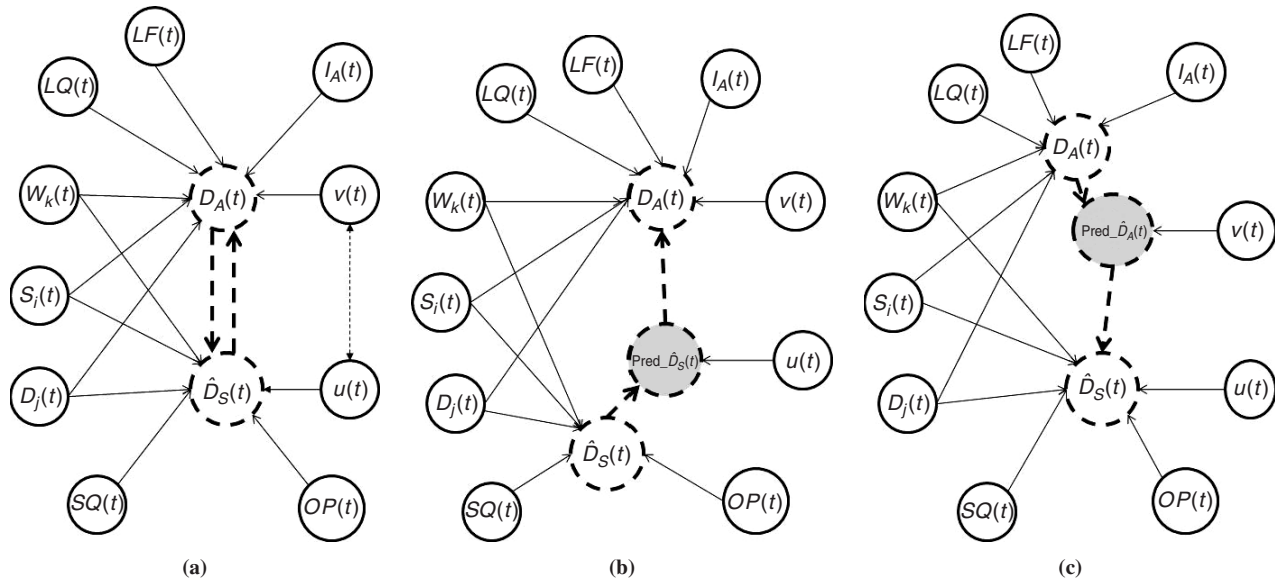 LF(t)
I_A(t)
LQ(t)
W_k(t)
D_A(t)
v(t)
S_i(t)
D_j(t)
D̂_S(t)
u(t)
SQ(t)
OP(t)
(a)
LF(t)
I_A(t)
LQ(t)
W_k(t)
D_A(t)
v(t)
S_i(t)
Pred_D̂_S(t)
u(t)
D_j(t)
D̂_S(t)
SQ(t)
OP(t)
(b)
LF(t)
I_A(t)
LQ(t)
D_A(t)
W_k(t)
Pred_D̂_A(t)
v(t)
S_i(t)
D_j(t)
D̂_S(t)
u(t)
SQ(t)
OP(t)
(c)